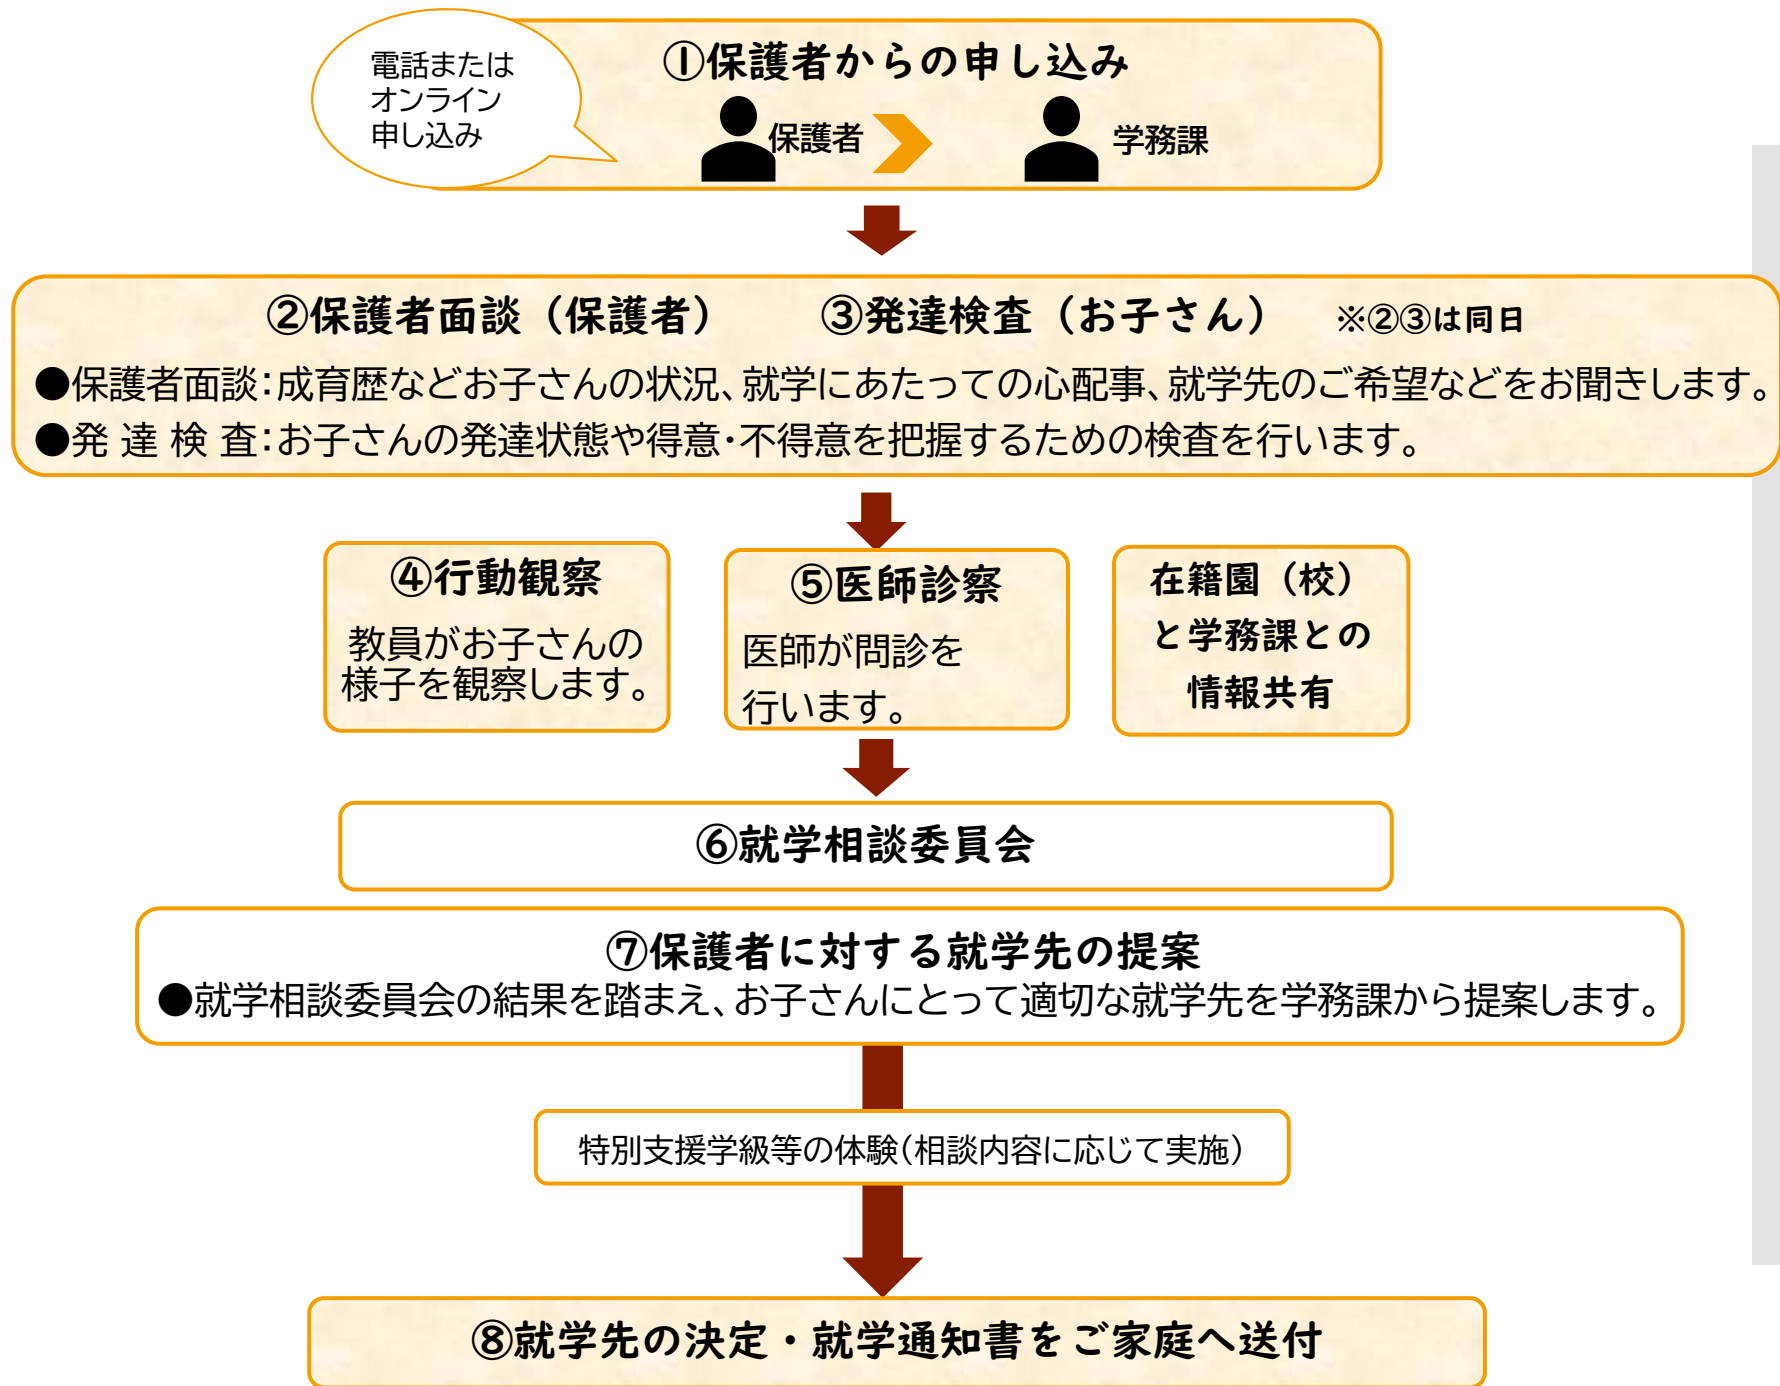 電話または
オンライン
申し込み
①保護者からの申し込み
保護者
学務課
②保護者面談（保護者）　　③発達検査（お子さん）　※②③は同日
●保護者面談：成育歴などお子さんの状況、就学にあたっての心配事、就学先のご希望などをお聞きします。
●発 達 検 査：お子さんの発達状態や得意・不得意を把握するための検査を行います。
④行動観察
教員がお子さんの
様子を観察します。
⑤医師診察
医師が問診を
行います。
在籍園（校）
と学務課との
情報共有
⑥就学相談委員会
⑦保護者に対する就学先の提案
●就学相談委員会の結果を踏まえ、お子さんにとって適切な就学先を学務課から提案します。
特別支援学級等の体験（相談内容に応じて実施）
⑧就学先の決定・就学通知書をご家庭へ送付